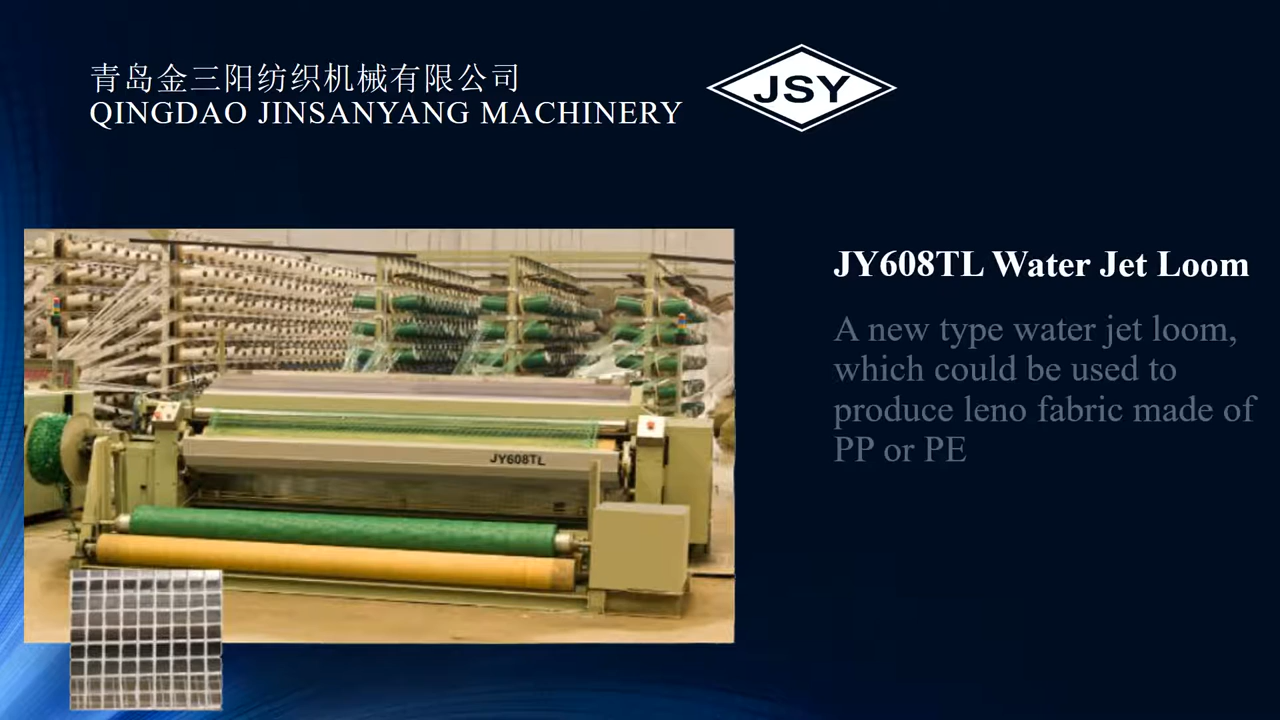 青岛金三阳纺织机械有限公司
QINGDAO JINSANYANG MACHINERY
JSY
JY608TL Water Jet Loom
A new type water jet loom,
which could be used to
produce leno fabric made of
PP or PE
JY608TL